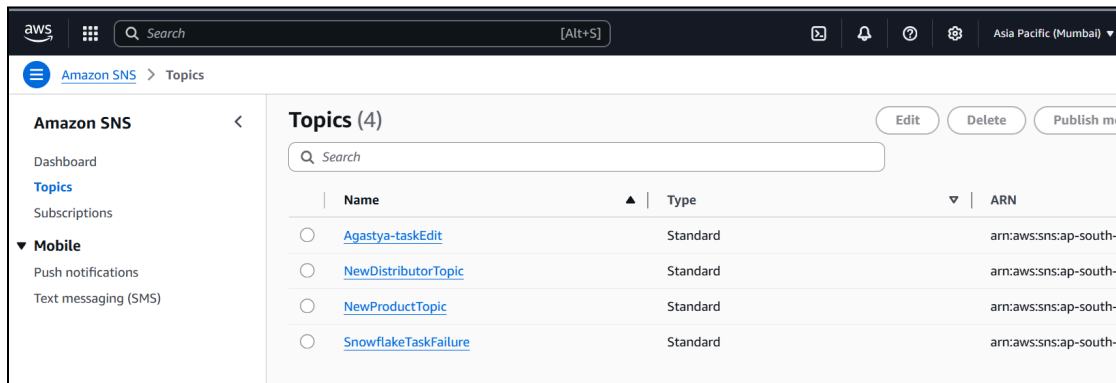 aws
Search [Alt+S]
Asia Pacific (Mumbai)
Amazon SNS > Topics
Amazon SNS
Dashboard
Topics
Subscriptions
Mobile
Push notifications
Text messaging (SMS)
Topics (4)
Edit
Delete
Publish m
Search
Name Type ARN
Agastya-taskEdit Standard arn:aws:sns:ap-south-
NewDistributorTopic Standard arn:aws:sns:ap-south-
NewProductTopic Standard arn:aws:sns:ap-south-
SnowflakeTaskFailure Standard arn:aws:sns:ap-south-